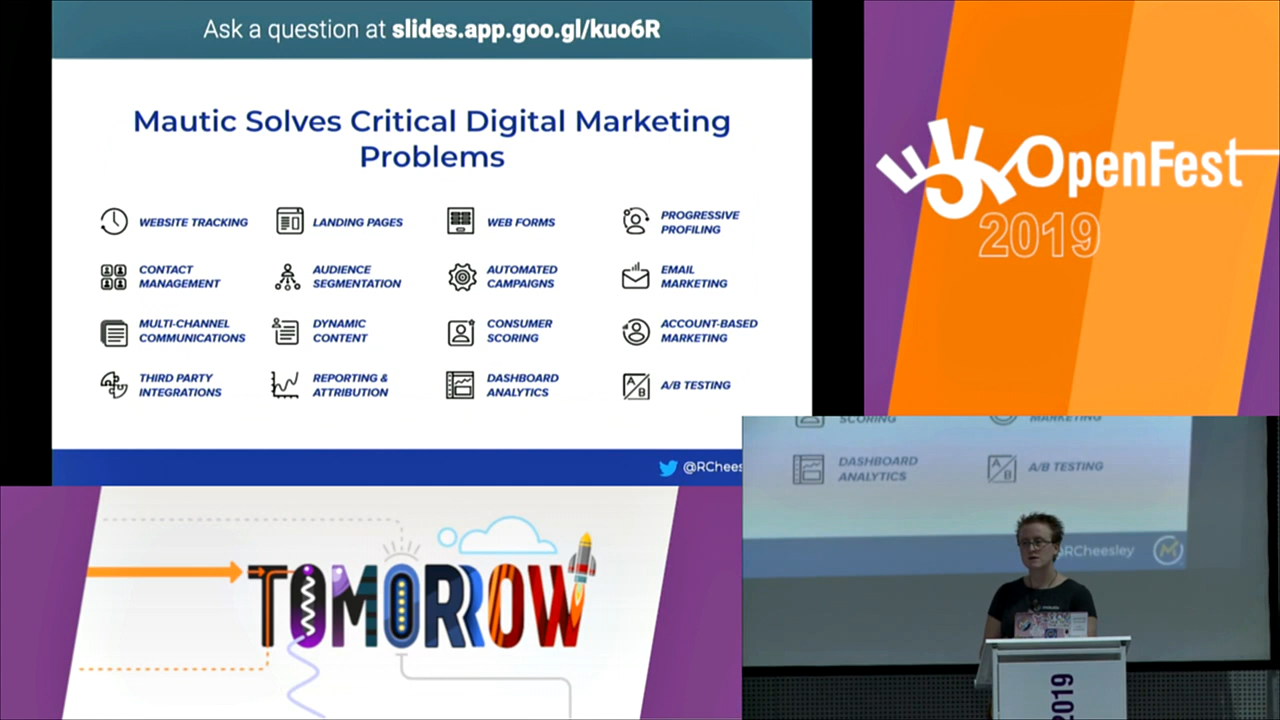 Ask a question at slides.app.goo.gl/kuo6R
Mautic Solves Critical Digital Marketing
Problems
WEBSITE TRACKING
LANDING PAGES
WEB FORMS
PROGRESSIVE
PROFILING
CONTACT
MANAGEMENT
AUDIENCE
SEGMENTATION
AUTOMATED
CAMPAIGNS
EMAIL
MARKETING
MULTI-CHANNEL
COMMUNICATIONS
DYNAMIC
CONTENT
CONSUMER
SCORING
ACCOUNT-BASED
MARKETING
THIRD PARTY
INTEGRATIONS
REPORTING &
ATTRIBUTION
DASHBOARD
ANALYTICS
A/B TESTING
@RChees
OpenFest
2019
TOMORROW
SCORING
MARKETING
DASHBOARD
ANALYTICS
A/B TESTING
@RCheesley
2019